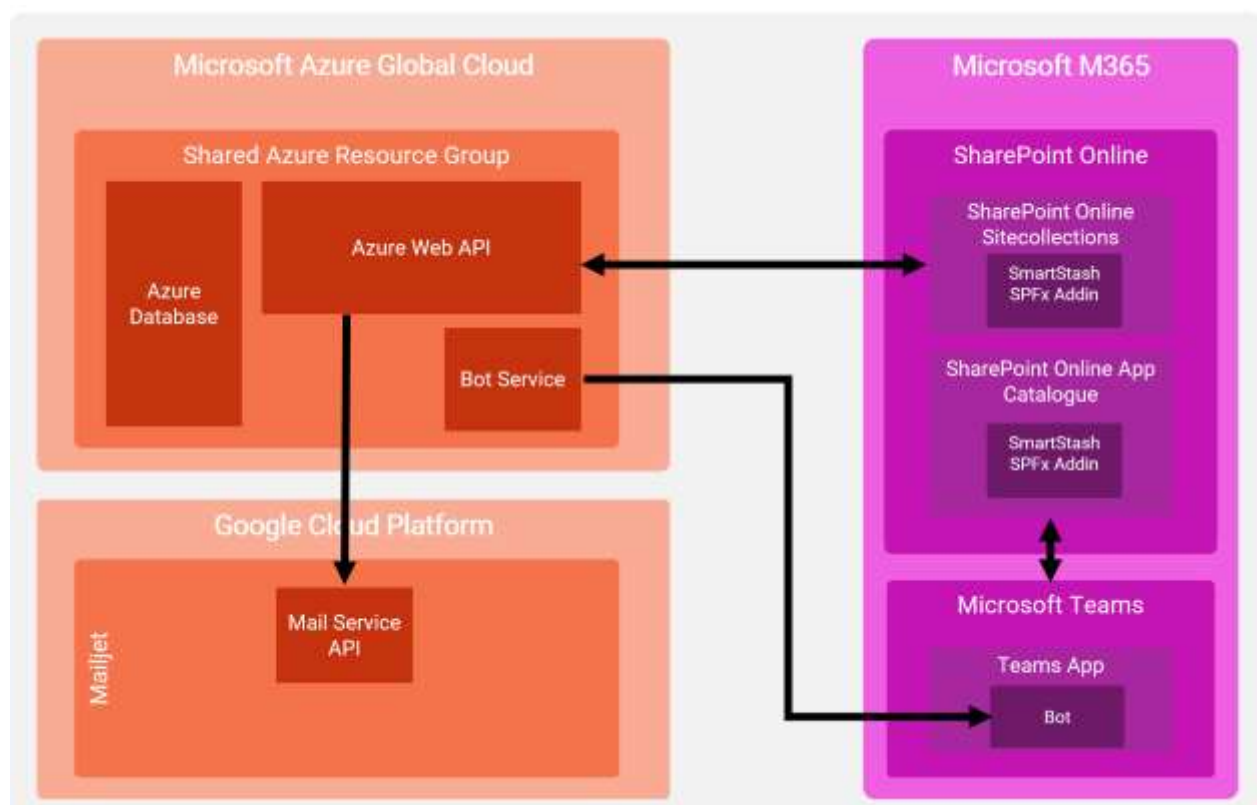 Microsoft Azure Global Cloud
Shared Azure Resource Group
Azure
Database
Azure Web API
Bot Service
Google Cloud Platform
Mailjet
Mail Service
API
Microsoft M365
SharePoint Online
SharePoint Online
Sitecollections
SmartStash
SPFx Addin
SharePoint Online App
Catalogue
SmartStash
SPFx Addin
Microsoft Teams
Teams App
Bot